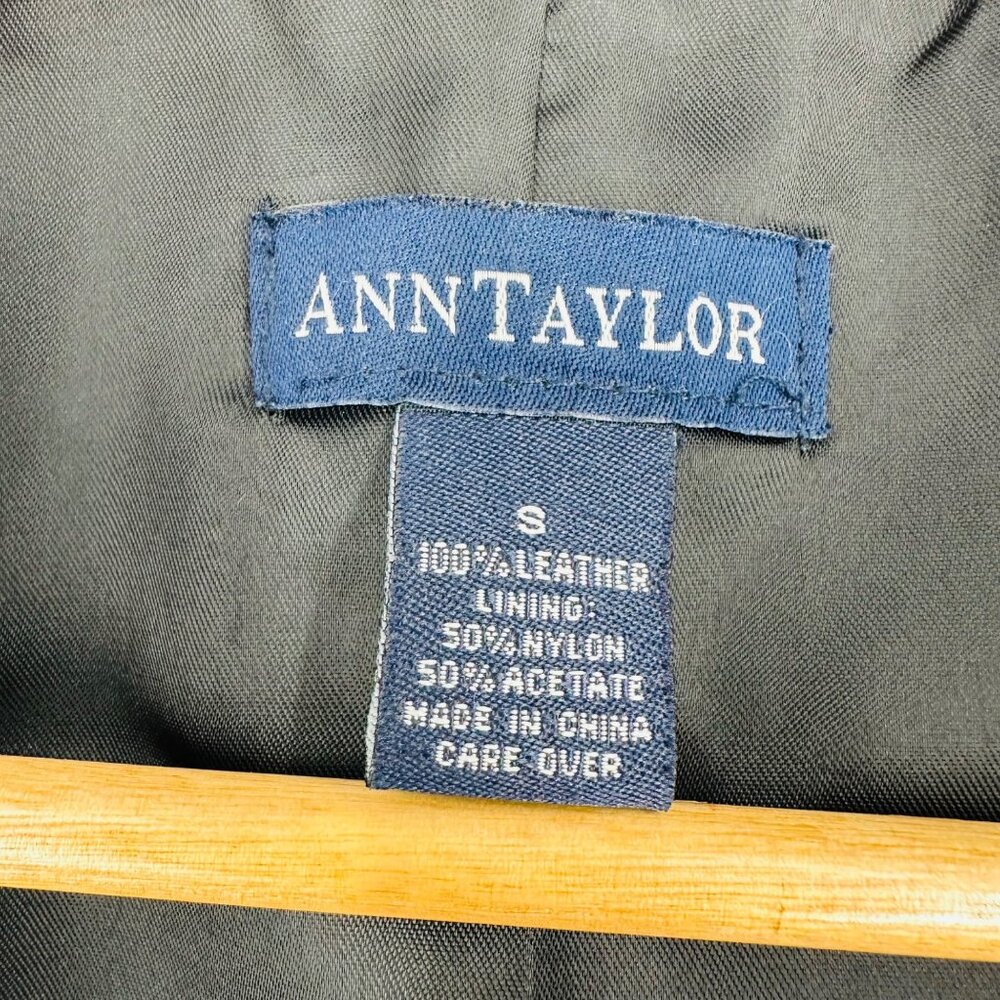 ANNTAYLOR
S
100% LEATHER
LINING:
50% NYLON
50% ACETATE
MADE IN CHINA
CARE OVER